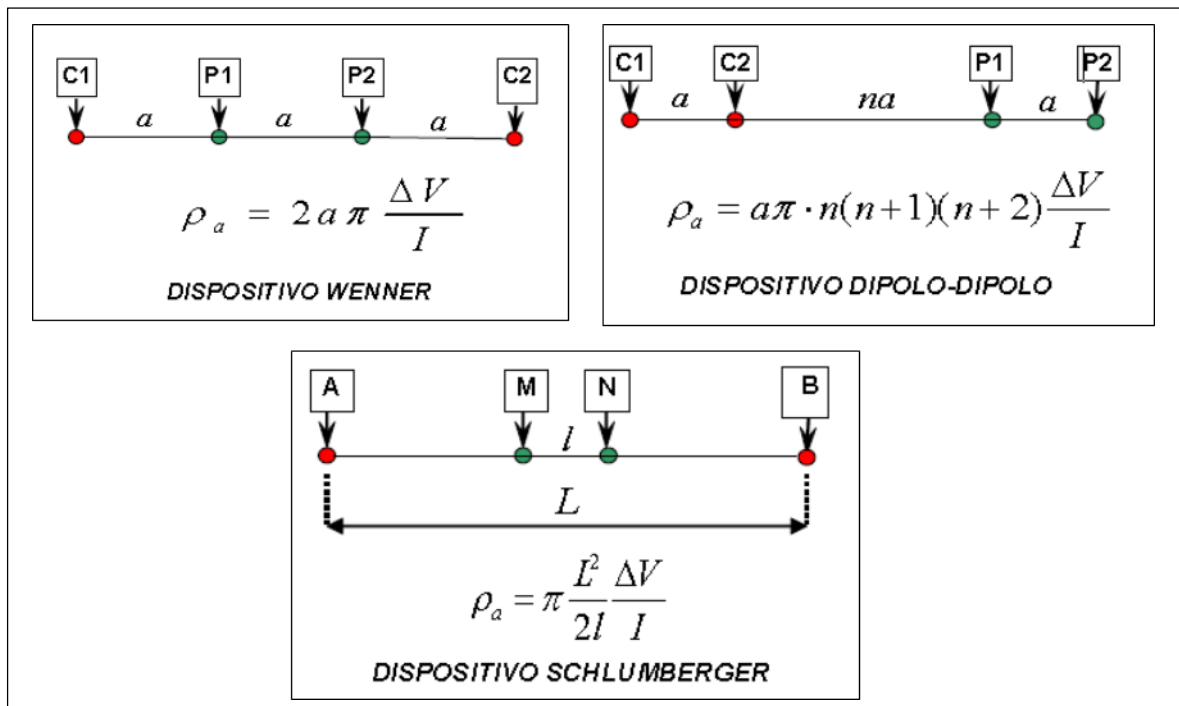 C1 P1 P2 C2
a a a
ρₐ = 2 a π ΔV/I
DISPOSITIVO WENNER
C1 C2 P1 P2
a na a
ρₐ = aπ · n(n+1)(n+2) ΔV/I
DISPOSITIVO DIPOLO-DIPOLO
A M N B
l
L
ρₐ = π L²/2l ΔV/I
DISPOSITIVO SCHLUMBERGER